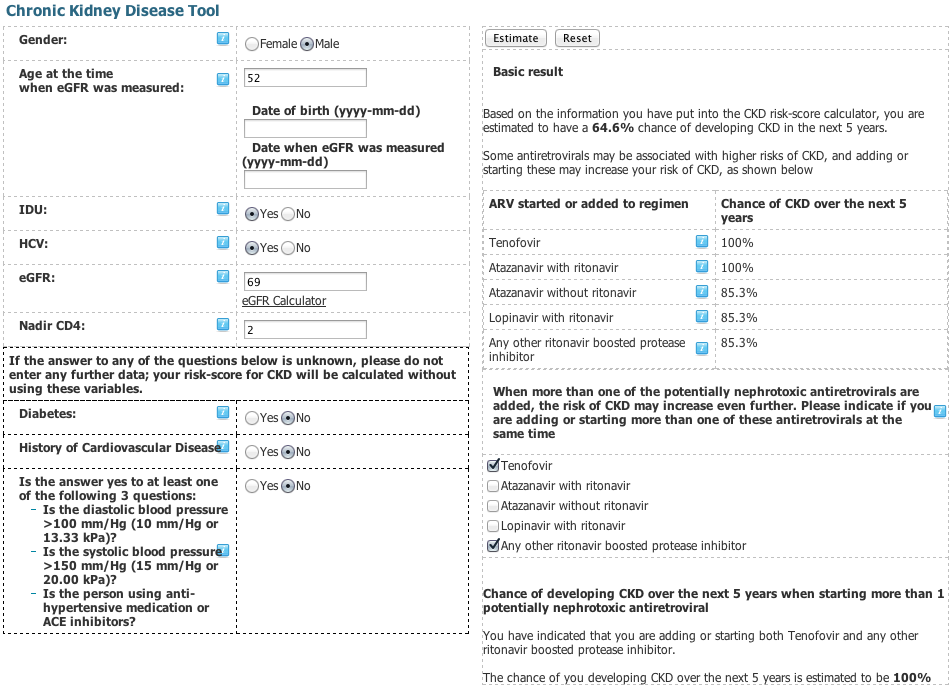 Chronic Kidney Disease Tool
Gender:
Female Male
Age at the time
when eGFR was measured:
52
Date of birth (yyyy-mm-dd)
Date when eGFR was measured
(yyyy-mm-dd)
IDU:
Yes No
HCV:
Yes No
eGFR:
69
eGFR Calculator
Nadir CD4:
2
If the answer to any of the questions below is unknown, please do not
enter any further data; your risk-score for CKD will be calculated without
using these variables.
Diabetes:
Yes No
History of Cardiovascular Disease
Yes No
Is the answer yes to at least one
of the following 3 questions:
– Is the diastolic blood pressure
>100 mm/Hg (10 mm/Hg or
13.33 kPa)?
– Is the systolic blood pressure
>150 mm/Hg (15 mm/Hg or
20.00 kPa)?
– Is the person using anti-
hypertensive medication or
ACE inhibitors?
Yes No
Estimate Reset
Basic result
Based on the information you have put into the CKD risk-score calculator, you are
estimated to have a 64.6% chance of developing CKD in the next 5 years.
Some antiretrovirals may be associated with higher risks of CKD, and adding or
starting these may increase your risk of CKD, as shown below
ARV started or added to regimen
Chance of CKD over the next 5
years
Tenofovir 100%
Atazanavir with ritonavir 100%
Atazanavir without ritonavir 85.3%
Lopinavir with ritonavir 85.3%
Any other ritonavir boosted protease
inhibitor
85.3%
When more than one of the potentially nephrotoxic antiretrovirals are
added, the risk of CKD may increase even further. Please indicate if you
are adding or starting more than one of these antiretrovirals at the
same time
Tenofovir
Atazanavir with ritonavir
Atazanavir without ritonavir
Lopinavir with ritonavir
Any other ritonavir boosted protease inhibitor
Chance of developing CKD over the next 5 years when starting more than 1
potentially nephrotoxic antiretroviral
You have indicated that you are adding or starting both Tenofovir and any other
ritonavir boosted protease inhibitor.
The chance of you developing CKD over the next 5 years is estimated to be 100%